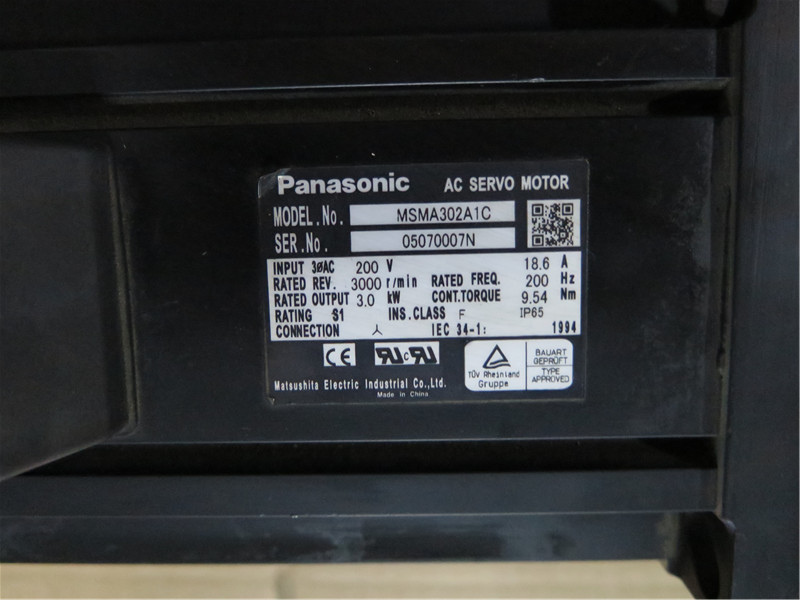 Panasonic AC SERVO MOTOR
MODEL.No. MSMA302A1C
SER.No. 05070007N
INPUT 3øAC 200 V 18.6 A
RATED REV. 3000 r/min RATED FREQ. 200 Hz
RATED OUTPUT 3.0 kW CONT.TORQUE 9.54 Nm
RATING S1 INS.CLASS F IP65
CONNECTION 人 IEC 34-1: 1994
CE RU c RU TÜV Rheinland Gruppe BAUART GEPRÜFT TYPE APPROVED
Matsushita Electric Industrial Co.,Ltd.
Made in China